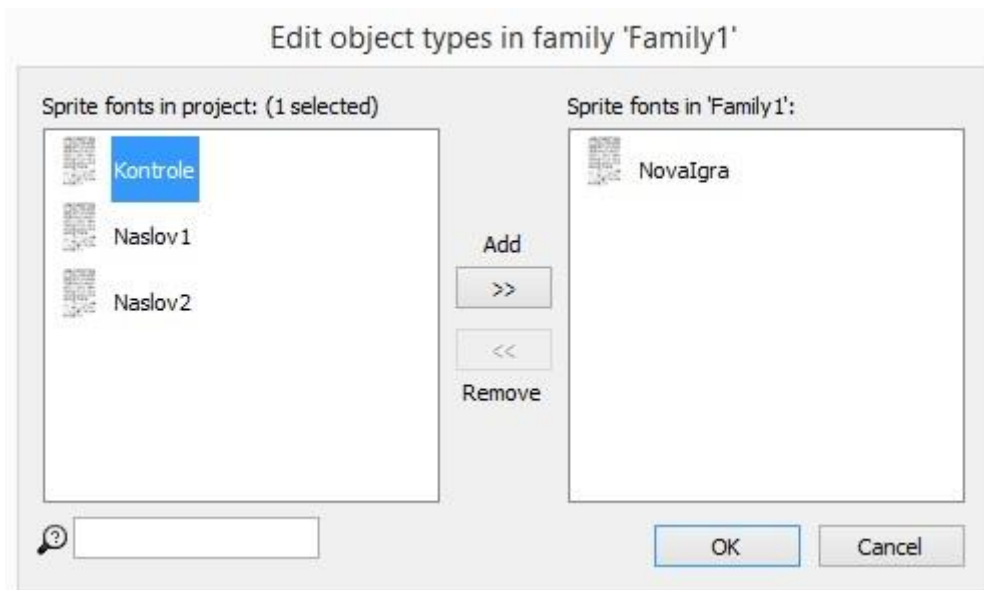 Edit object types in family 'Family1'
Sprite fonts in project: (1 selected)
Kontrole
Naslov1
Naslov2
Add
>>
<<
Remove
Sprite fonts in 'Family1':
NovaIgra
OK
Cancel